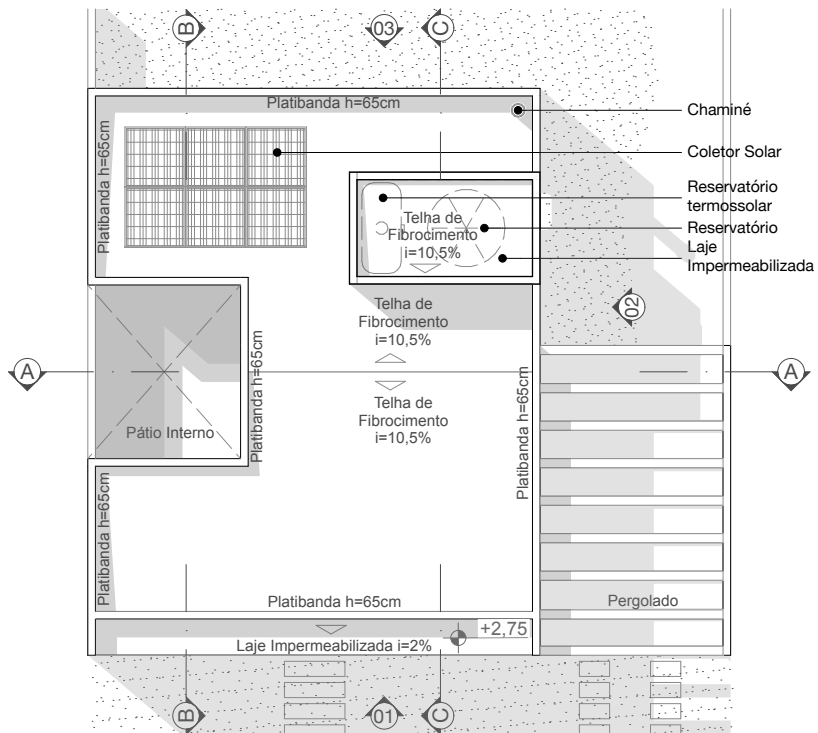 B
03
C
Platibanda h=65cm
Chaminé
Platibanda h=65cm
Coletor Solar
Reservatório
termossolar
Telha de
Fibrocimento
i=10,5%
Reservatório
Laje
Impermeabilizada
02
Telha de
Fibrocimento
i=10,5%
A
A
Telha de
Fibrocimento
i=10,5%
Platibanda h=65cm
Platibanda h=65cm
Pátio Interno
Platibanda h=65cm
Platibanda h=65cm
Pergolado
+2,75
Laje Impermeabilizada i=2%
B
01
C